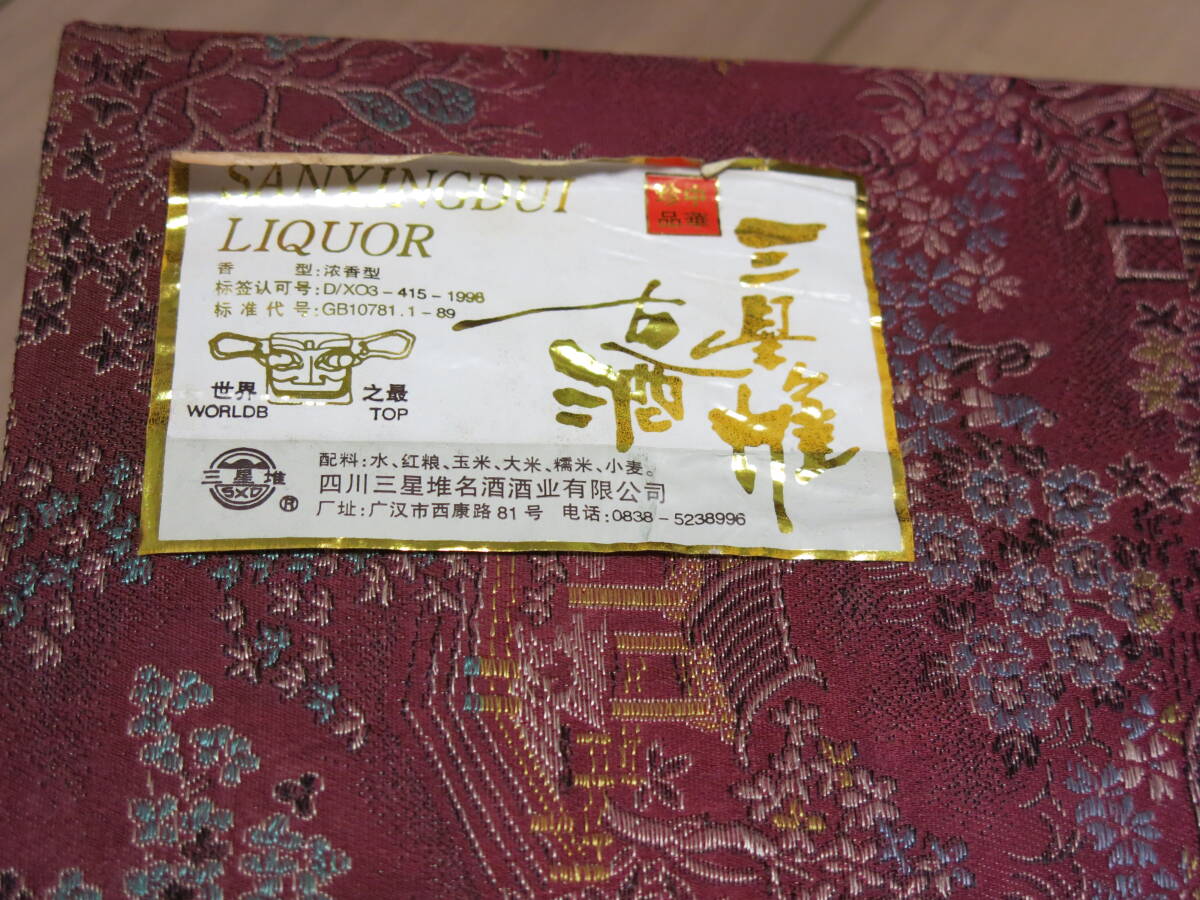 SANXINGDUI
LIQUOR
香 型:浓香型
标签认可号:D/XO3-415-1998
标准代号:GB10781.1-89
世界 之最
WORLDB TOP
中華
珍品
三星堆
古酒
三星堆
SXD
®
配料:水、红粮、玉米、大米、糯米、小麦。
四川三星堆名酒酒业有限公司
厂址:广汉市西康路81号 电话:0838-5238996